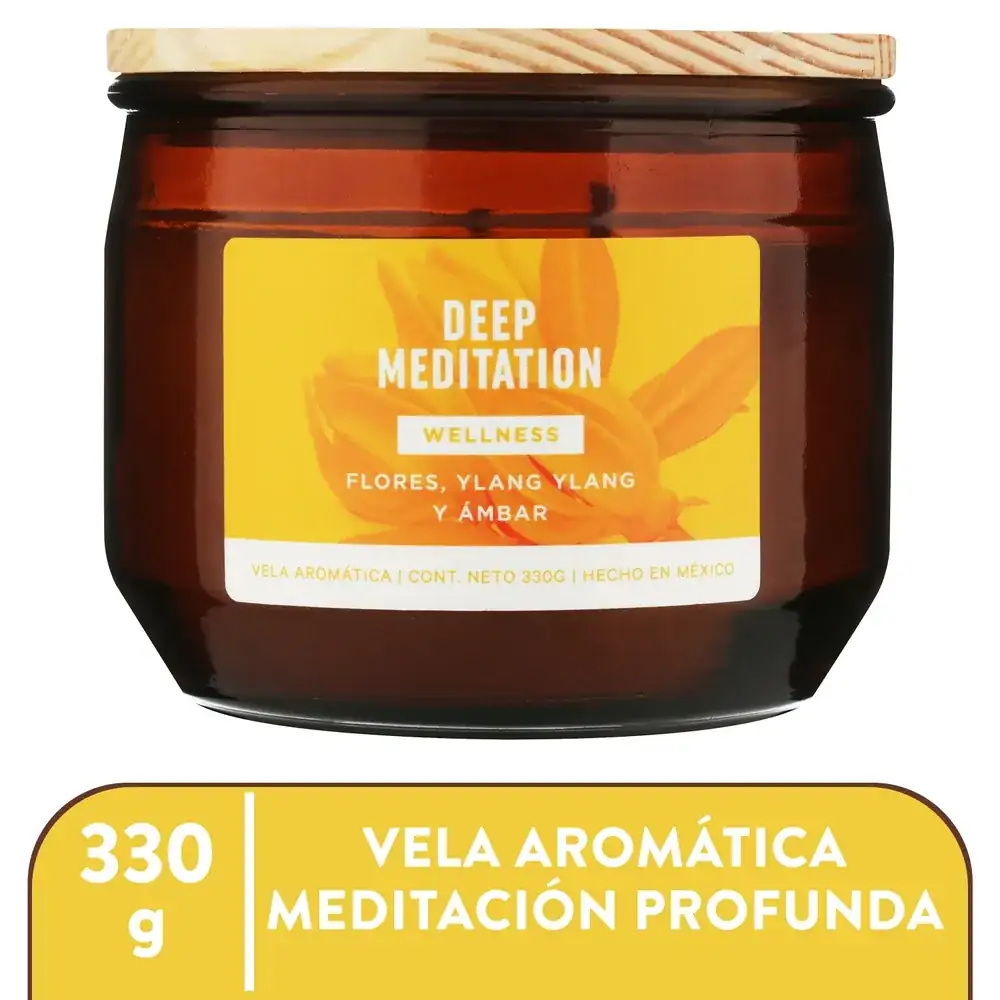 DEEP
MEDITATION
WELLNESS
FLORES, YLANG YLANG
Y ÁMBAR
VELA AROMÁTICA | CONT. NETO 330G | HECHO EN MÉXICO
330
g
VELA AROMÁTICA
MEDITACIÓN PROFUNDA